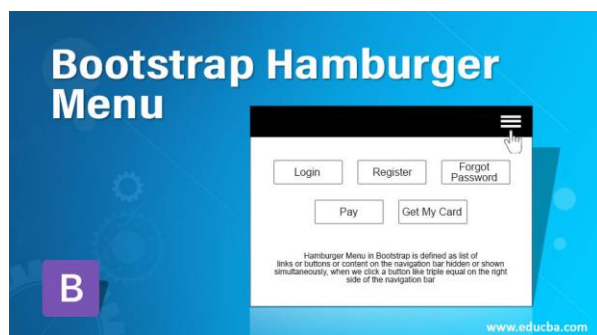 Bootstrap Hamburger
Menu
Login
Register
Forgot
Password
Pay
Get My Card
Hamburger Menu in Bootstrap is defined as list of
links or buttons or content on the navigation bar hidden or shown
simultaneously, when we click a button like triple equal on the right
side of the navigation bar
B
www.educba.com